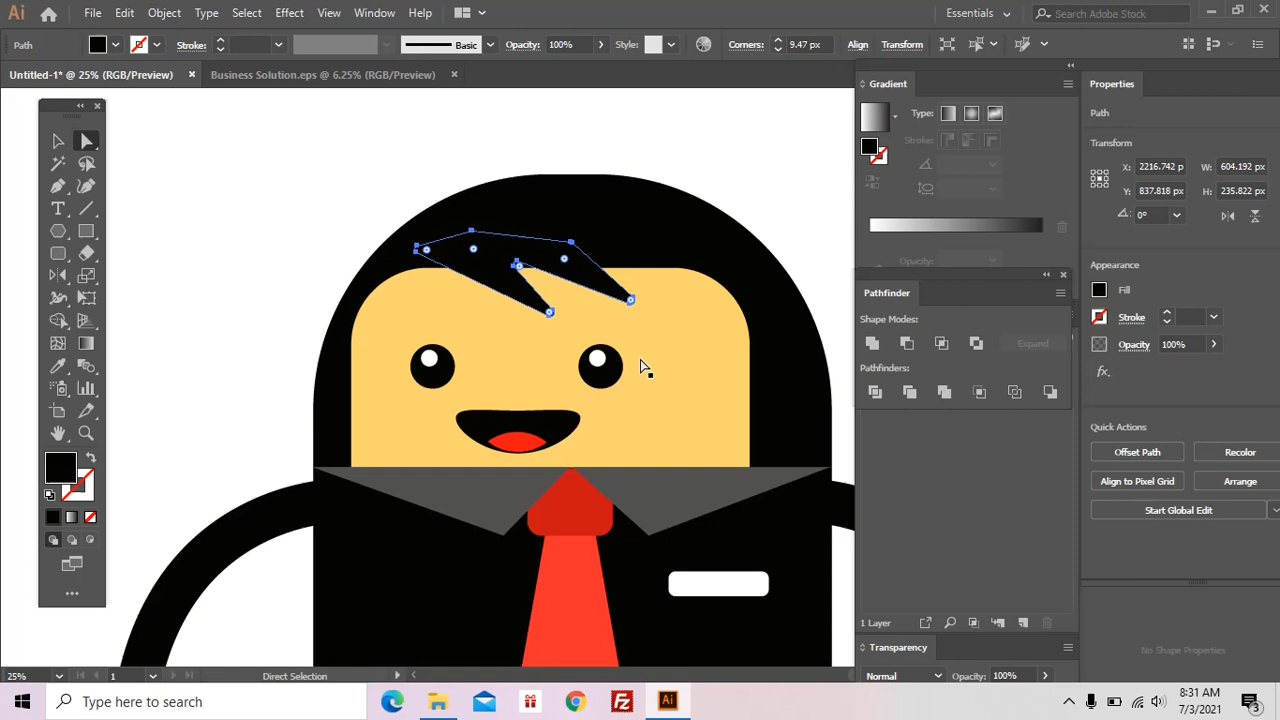 Ai File Edit Object Type Select Effect View Window Help Essentials Search Adobe Stock
Path Stroke: Basic Opacity: 100% Style: Corners: 9.47 px Align Transform
Untitled-1* @ 25% (RGB/Preview) Business Solution.eps @ 6.25% (RGB/Preview)
Gradient
Type:
Stroke:
Opacity:
Pathfinder
Shape Modes:
Expand
Pathfinders:
1 Layer
Transparency
Normal Opacity: 100%
Properties
Path
Transform
X: 2216.742 p W: 604.192 px
Y: 837.818 px H: 235.822 px
0°
Appearance
Fill
Stroke
Opacity 100%
fx.
Quick Actions
Offset Path Recolor
Align to Pixel Grid Arrange
Start Global Edit
No Shape Properties
25% 1 Direct Selection
Type here to search
Ai
8:31 AM
7/3/2021
3